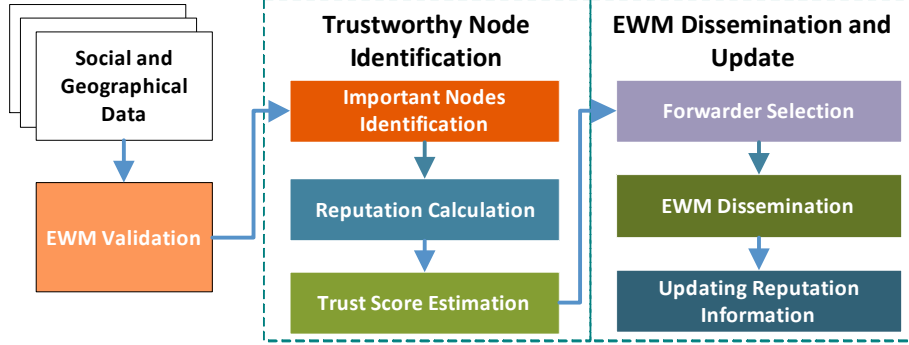 Social and
Geographical
Data
EWM Validation
Trustworthy Node
Identification
Important Nodes
Identification
Reputation Calculation
Trust Score Estimation
EWM Dissemination and
Update
Forwarder Selection
EWM Dissemination
Updating Reputation
Information